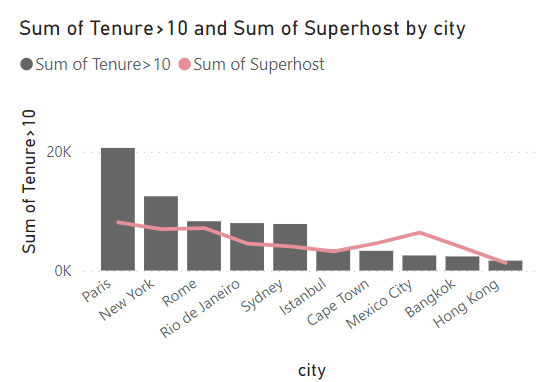 Sum of Tenure>10 and Sum of Superhost by city
Sum of Tenure>10 Sum of Superhost
Sum of Tenure>10
20K
0K
Paris
New York
Rome
Rio de Janeiro
Sydney
Istanbul
Cape Town
Mexico City
Bangkok
Hong Kong
city